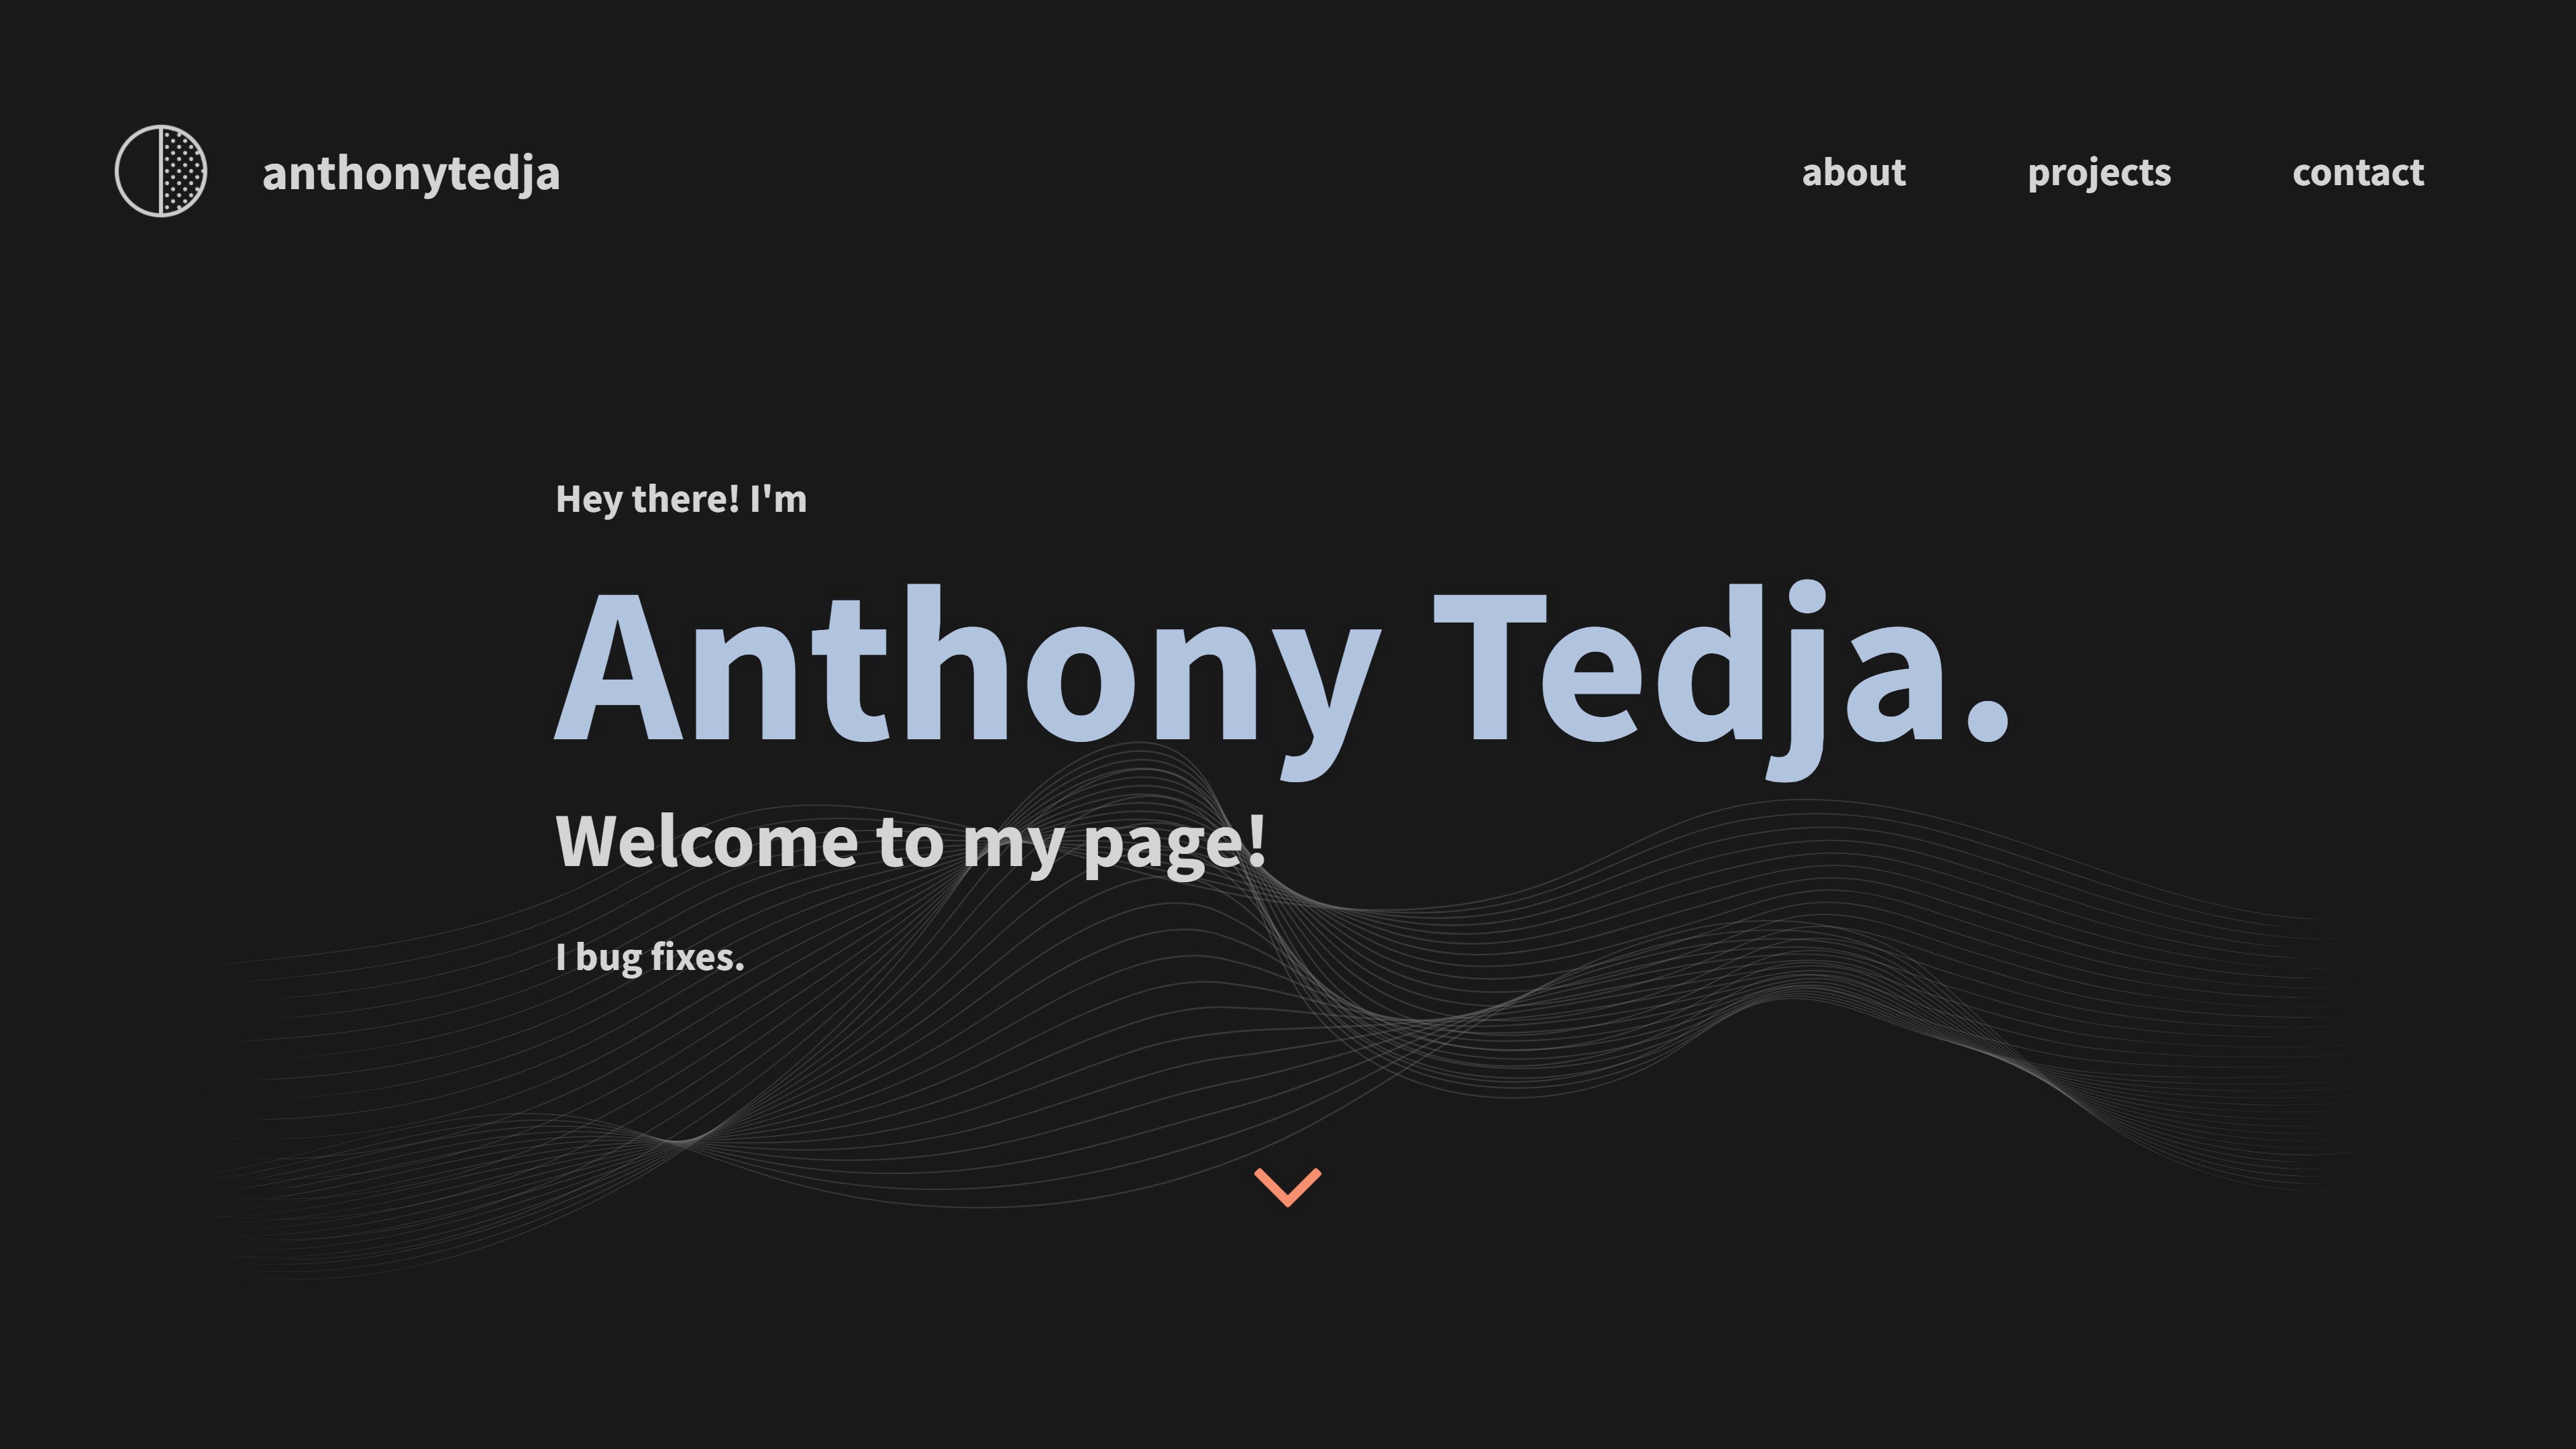 anthonytedja
about projects contact
Hey there! I'm
Anthony Tedja.
Welcome to my page!
I bug fixes.